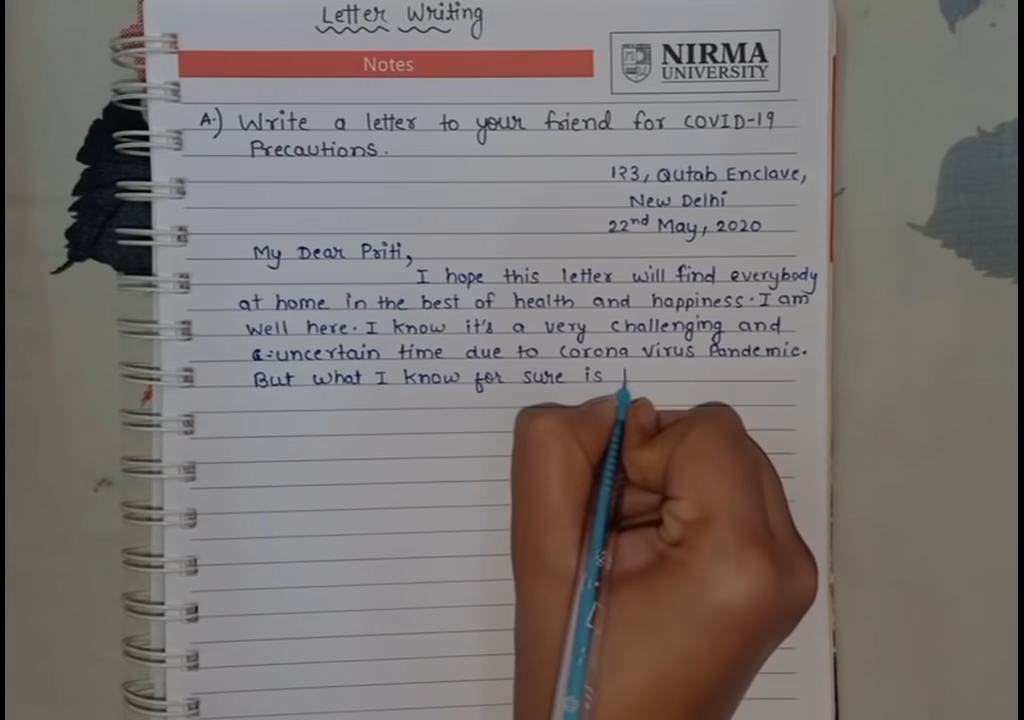 Letter Writing
Notes
NIRMA
UNIVERSITY
A.) Write a letter to your friend for COVID-19
Precautions.
123, Qutab Enclave,
New Delhi
22nd May, 2020
My Dear Priti,
I hope this letter will find everybody
at home in the best of health and happiness. I am
well here. I know it's a very challenging and
uncertain time due to corona virus Pandemic.
But what I know for sure is